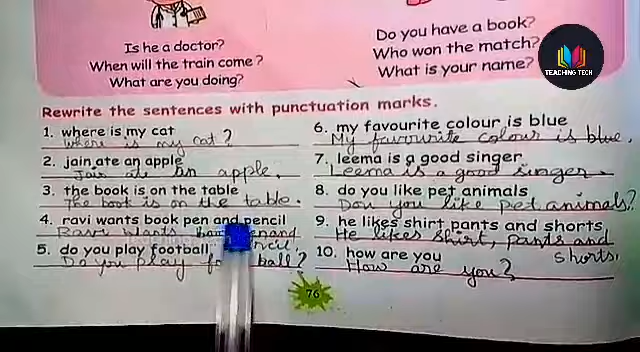 Is he a doctor?
When will the train come?
What are you doing?
Do you have a book?
Who won the match?
What is your name?
TEACHING TECH
Rewrite the sentences with punctuation marks.
1. where is my cat
Where is my cat?
2. jain ate an apple
Jain ate an apple.
3. the book is on the table
The book is on the table.
4. ravi wants book pen and pencil
Ravi wants
and
pencil.
5. do you play football
Do you play ball?
6. my favourite colour is blue
My favourite colour is blue.
7. leema is a good singer
Leema is a good singer.
8. do you like pet animals
Dou you like pet animals?
9. he likes shirt pants and shorts
He likes shirt, pants and
shorts.
10. how are you
How are you?
76